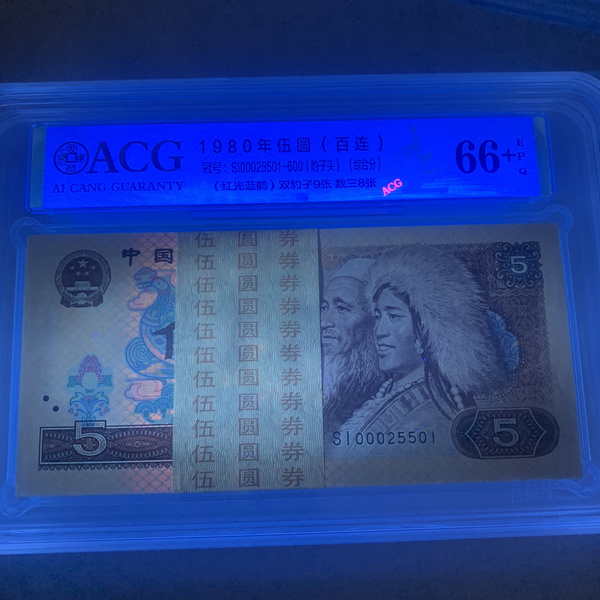 ACG
AI CANG GUARANTY
1980年伍圆（百连）
冠号：SI00025501-600（豹子头）（综合分）
（红光蓝鹤）双豹子9张 数三8张
ACG
66+
EPQ
中国
伍 圆 券
伍 圆 券
伍 圆 券
伍 圆 券
伍 圆 券
伍 圆 券
伍 圆 券
伍 圆 券
伍 圆 券
伍 圆 券
伍 圆 券
5
5
SI00025501
5